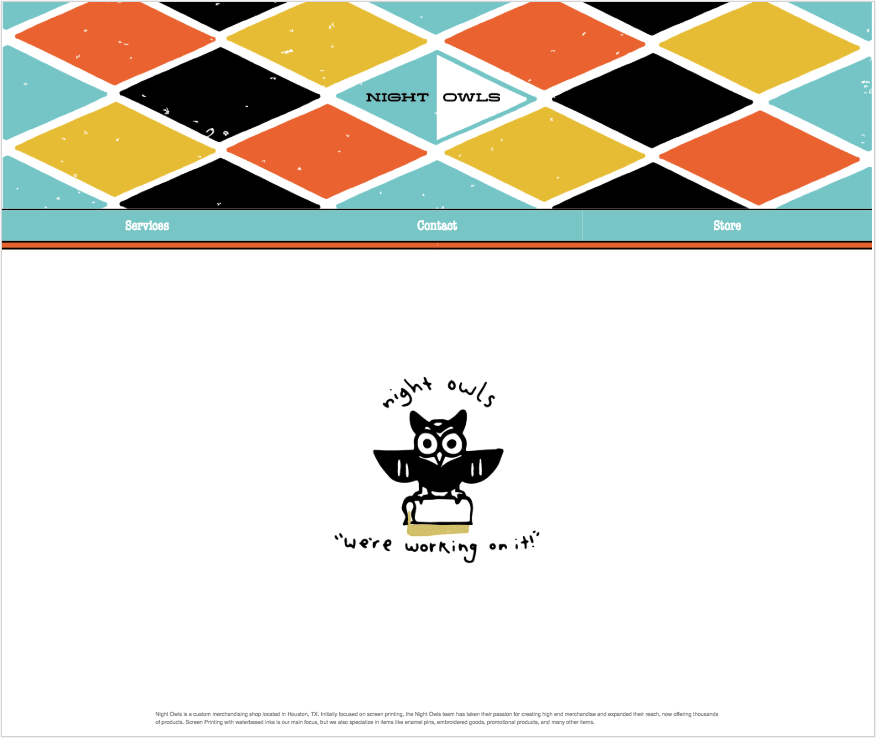 NIGHT OWLS
Services Contact Store
night owls
"we're working on it!"
Night Owls is a custom merchandising shop located in Houston, TX. Initially focused on screen printing, the Night Owls team has taken their passion for creating high end merchandise and expanded their reach, now offering thousands
of products. Screen Printing with waterbased inks is our main focus, but we also specialize in items like enamel pins, embroidered goods, promotional products, and many other items.